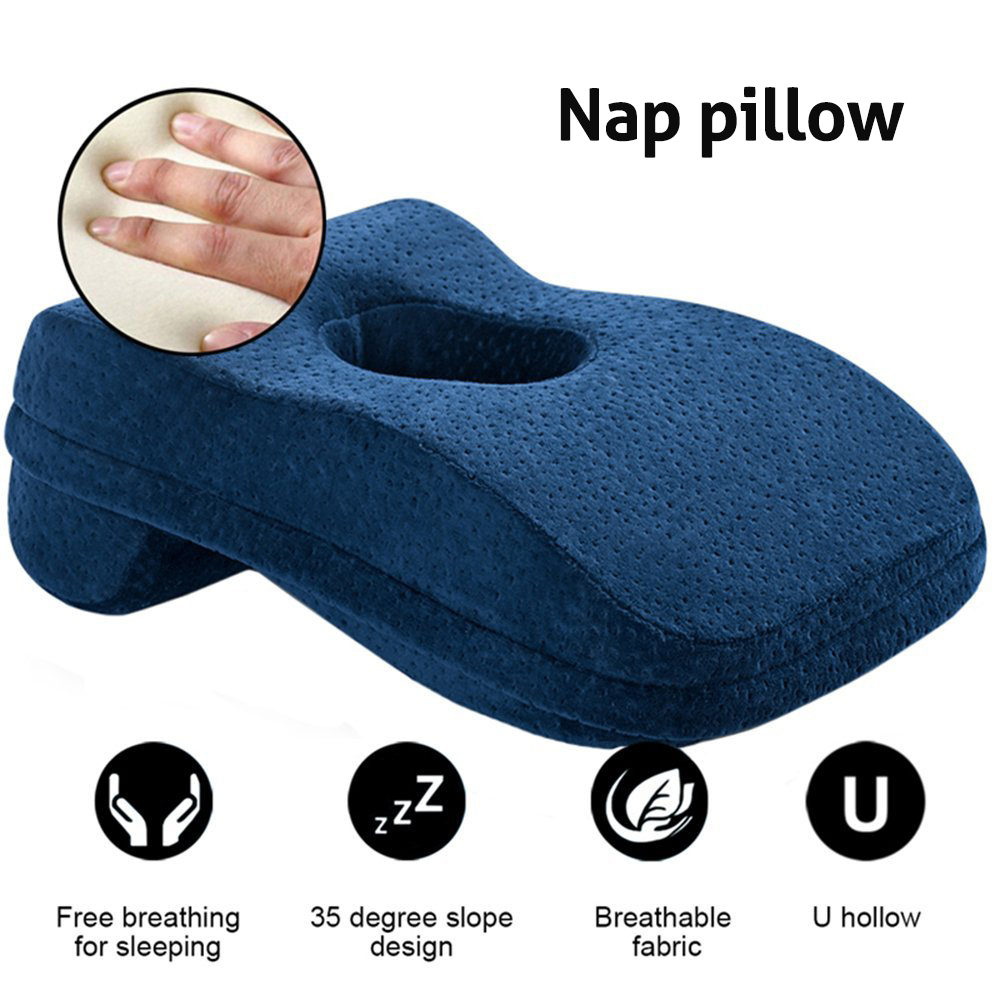 Nap pillow
z z Z
U
Free breathing
for sleeping
35 degree slope
design
Breathable
fabric
U hollow